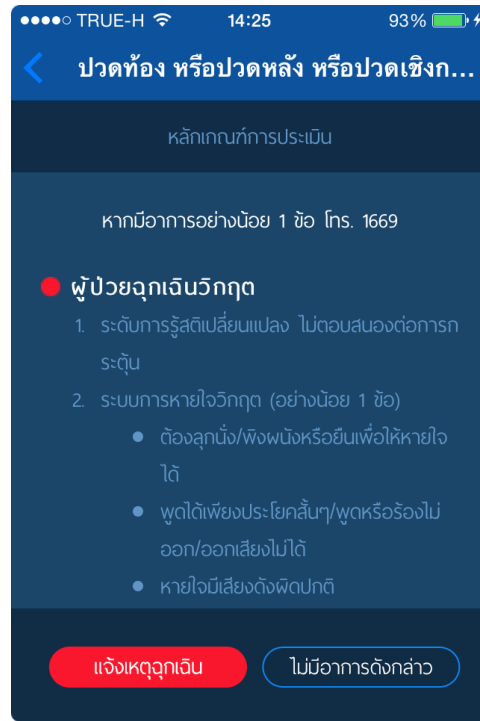 TRUE-H 14:25 93%
ปวดท้อง หรือปวดหลัง หรือปวดเชิงก...
หลักเกณฑ์การประเมิน
หากมีอาการอย่างน้อย 1 ข้อ โทร. 1669
ผู้ป่วยฉุกเฉินวิกฤต
1. ระดับการรู้สติเปลี่ยนแปลง ไม่ตอบสนองต่อการก
ระตุ้น
2. ระบบการหายใจวิกฤต (อย่างน้อย 1 ข้อ)
ต้องลุกนั่ง/พิงผนังหรือยืนเพื่อให้หายใจ
ได้
พูดได้เพียงประโยคสั้นๆ/พูดหรือร้องไม่
ออก/ออกเสียงไม่ได้
หายใจมีเสียงดังผิดปกติ
แจ้งเหตุฉุกเฉิน
ไม่มีอาการดังกล่าว